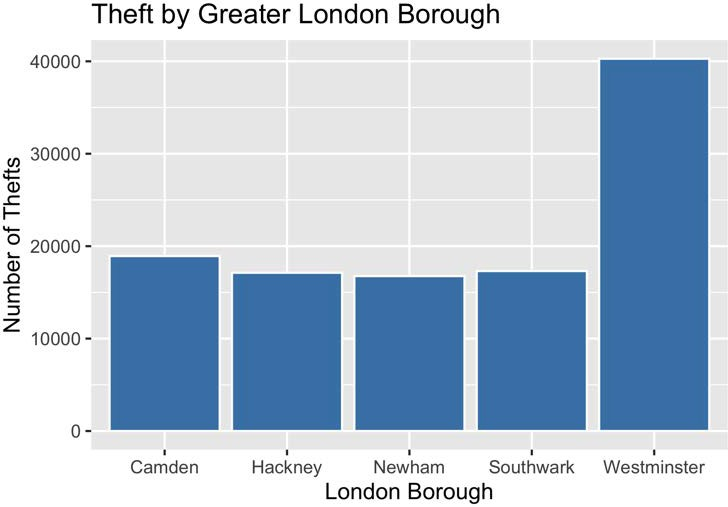 Theft by Greater London Borough
Number of Thefts
40000
30000
20000
10000
0
Camden
Hackney
Newham
Southwark
Westminster
London Borough